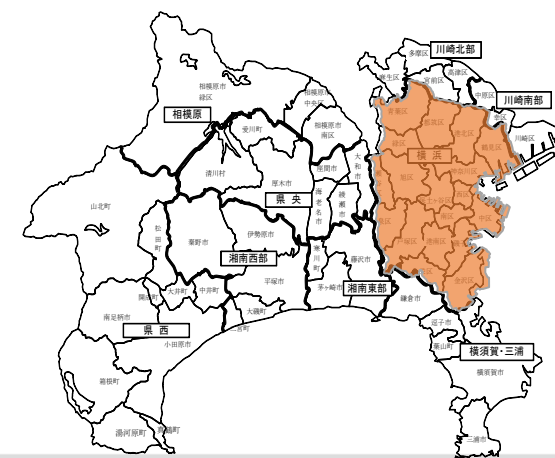 多摩区
川崎北部
麻生区
高津区
宮前区
中原区
川崎南部
幸区
川崎区
相模原市
緑区
相模原市
中央区
相模原市
南区
相模原
愛川町
青葉区
都筑区
港北区
鶴見区
緑区
横浜
神奈川区
旭区
座間市
大和市
清川村
厚木市
海老名市
綾瀬市
県央
保土ヶ谷区
西区
中区
南区
戸塚区
港南区
金沢区
山北町
松田町
秦野市
伊勢原市
湘南西部
寒川町
藤沢市
茅ヶ崎市
湘南東部
鎌倉市
開成町
大井町
中井町
平塚市
大磯町
二宮町
南足柄市
県西
小田原市
逗子市
葉山町
横須賀・三浦
横須賀市
箱根町
湯河原町
真鶴町
三浦市